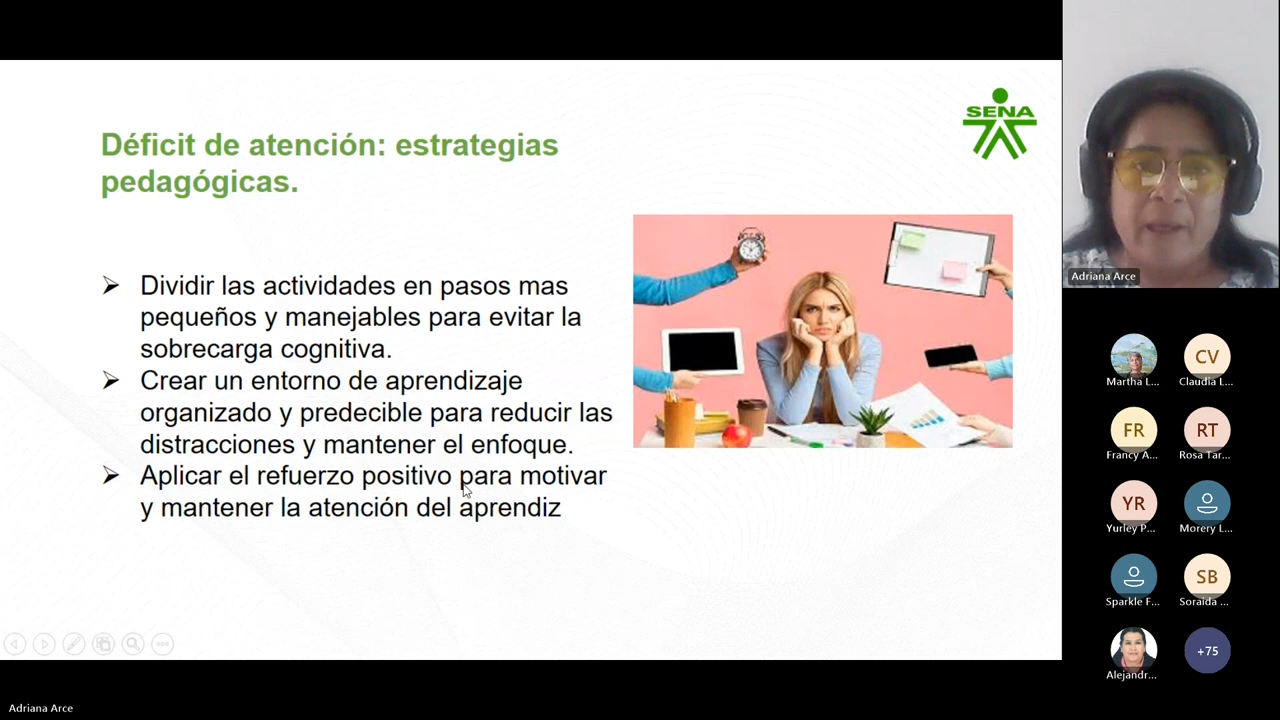 SENA
Déficit de atención: estrategias
pedagógicas.
➢ Dividir las actividades en pasos mas
pequeños y manejables para evitar la
sobrecarga cognitiva.
➢ Crear un entorno de aprendizaje
organizado y predecible para reducir las
distracciones y mantener el enfoque.
➢ Aplicar el refuerzo positivo para motivar
y mantener la atención del aprendiz
Adriana Arce
Martha L...
CV
Claudia L...
FR
Francy A...
RT
Rosa Tar...
YR
Yurley P...
Morery L...
Sparkle F...
SB
Soraida ...
Alejandr...
+75
Adriana Arce